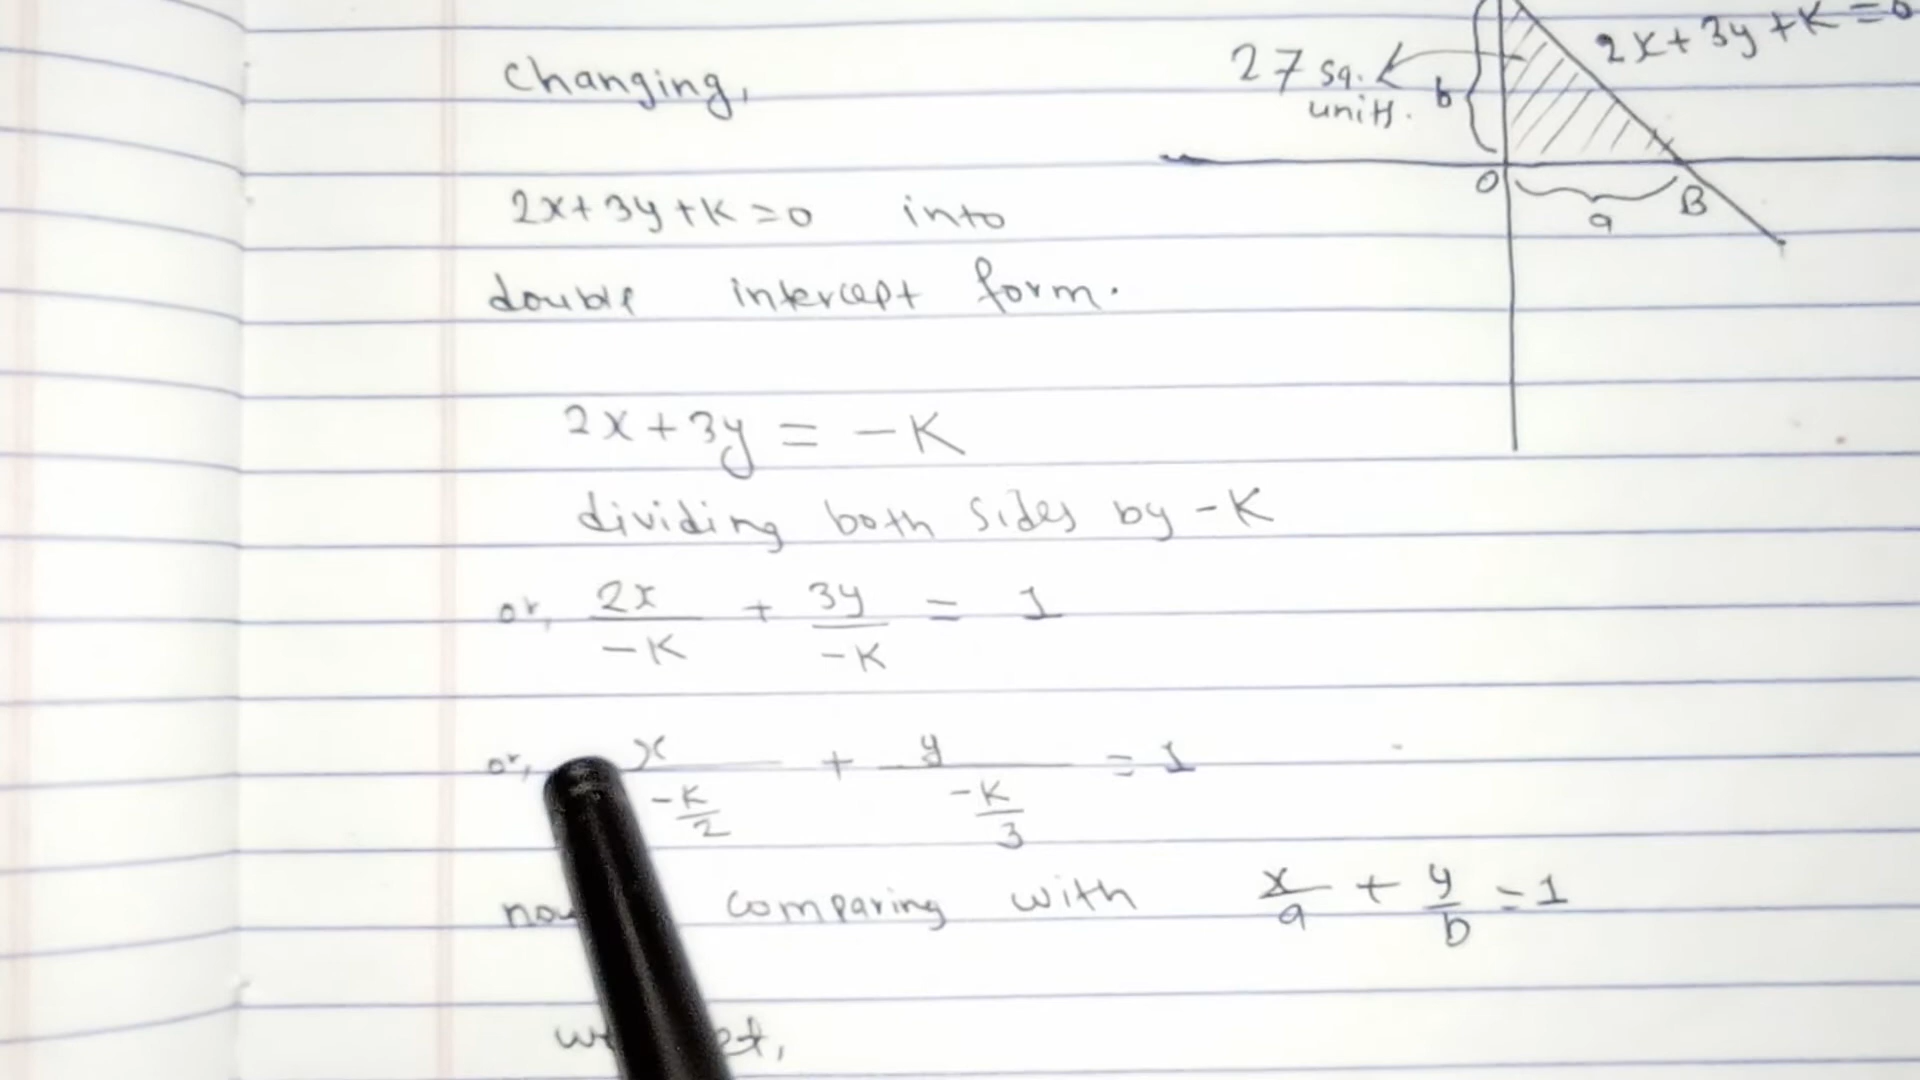 Changing,
27 sq. units.
b
2x+3y+K=0
O
a
B
2x+3y+K=0 into
double intercept form.
2x+3y = -K
dividing both sides by -K
or, 2x/-K + 3y/-K = 1
or, x/(-K/2) + y/(-K/3) = 1
comparing with x/a + y/b = 1